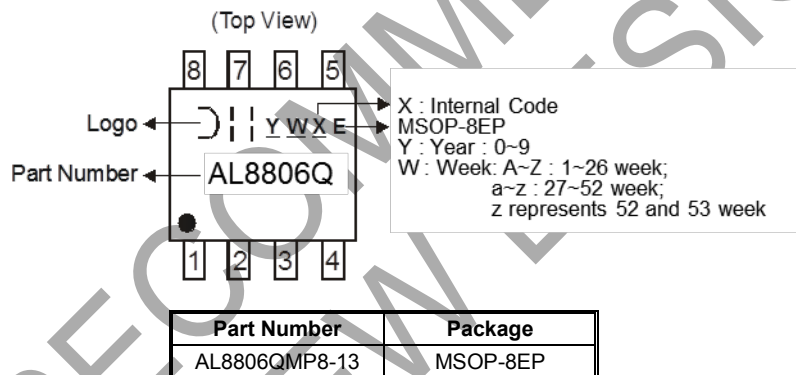 (Top View)
8 7 6 5
Logo
Y W X E
Part Number
AL8806Q
X : Internal Code
MSOP-8EP
Y : Year : 0~9
W : Week: A~Z : 1~26 week;
a~z : 27~52 week;
z represents 52 and 53 week
1 2 3 4
Part Number Package
AL8806QMP8-13 MSOP-8EP